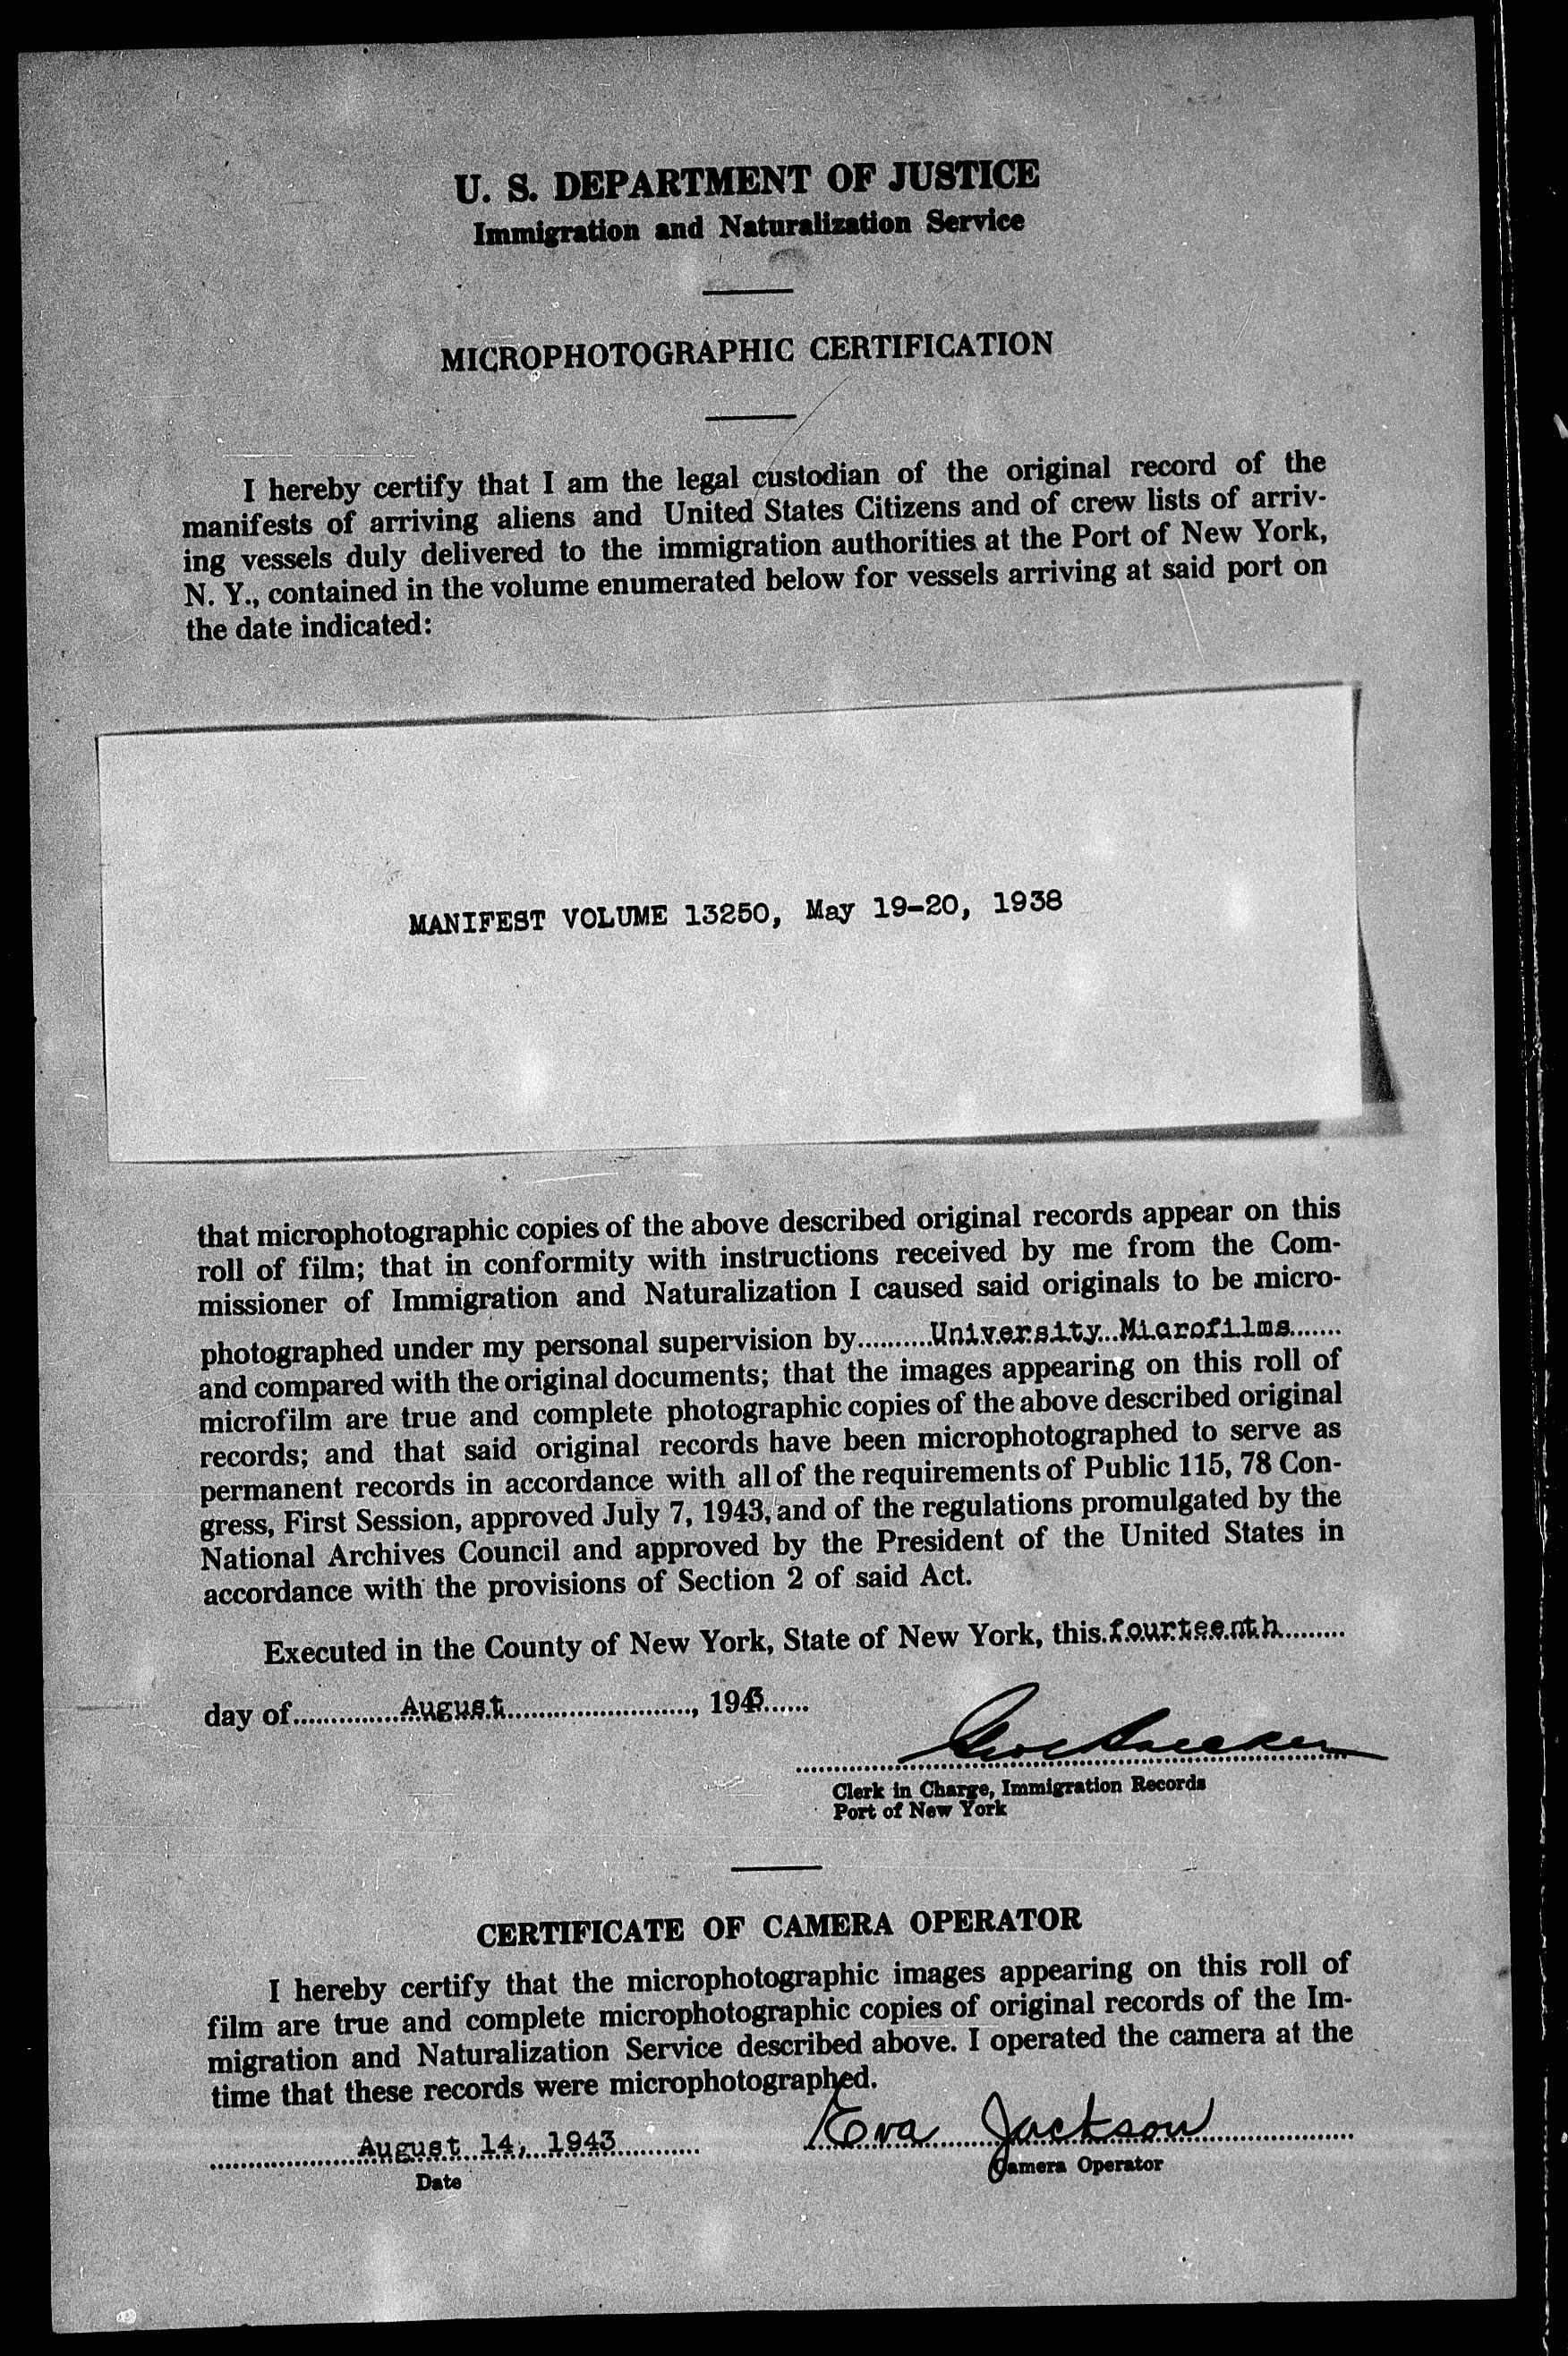 U. S. DEPARTMENT OF JUSTICE
Immigration and Naturalization Service
MICROPHOTOGRAPHIC CERTIFICATION
I hereby certify that I am the legal custodian of the original record of the
manifests of arriving aliens and United States Citizens and of crew lists of arriv-
ing vessels duly delivered to the immigration authorities at the Port of New York,
N. Y., contained in the volume enumerated below for vessels arriving at said port on
the date indicated:
MANIFEST VOLUME 13250, May 19-20, 1938
that microphotographic copies of the above described original records appear on this
roll of film; that in conformity with instructions received by me from the Com-
missioner of Immigration and Naturalization I caused said originals to be micro-
photographed under my personal supervision by University Microfilms
and compared with the original documents; that the images appearing on this roll of
microfilm are true and complete photographic copies of the above described original
records; and that said original records have been microphotographed to serve as
permanent records in accordance with all of the requirements of Public 115, 78 Con-
gress, First Session, approved July 7, 1943, and of the regulations promulgated by the
National Archives Council and approved by the President of the United States in
accordance with the provisions of Section 2 of said Act.
Executed in the County of New York, State of New York, this fourteenth
day of August, 1943
Clerk in Charge, Immigration Records
Port of New York
CERTIFICATE OF CAMERA OPERATOR
I hereby certify that the microphotographic images appearing on this roll of
film are true and complete microphotographic copies of original records of the Im-
migration and Naturalization Service described above. I operated the camera at the
time that these records were microphotographed.
August 14, 1943 Eva Jackson
Date Camera Operator